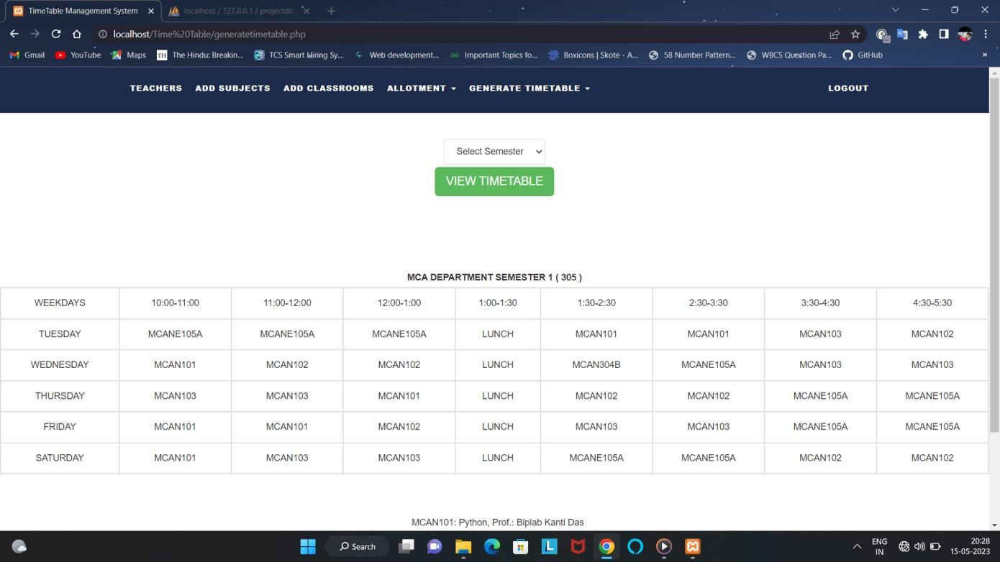 TimeTable Management System
localhost / 127.0.0.1 / projectdb
localhost/Time%20Table/generatetimetable.php
Gmail YouTube Maps TH The Hindu: Breakin... TCS Smart Hiring Sy... Web development... Important Topics fo... Boxicons | Skote - A... 58 Number Pattern... WBCS Question Pa... GitHub »
TEACHERS ADD SUBJECTS ADD CLASSROOMS ALLOTMENT GENERATE TIMETABLE LOGOUT
Select Semester
VIEW TIMETABLE
MCA DEPARTMENT SEMESTER 1 ( 305 )
WEEKDAYS 10:00-11:00 11:00-12:00 12:00-1:00 1:00-1:30 1:30-2:30 2:30-3:30 3:30-4:30 4:30-5:30
TUESDAY MCANE105A MCANE105A MCANE105A LUNCH MCAN101 MCAN101 MCAN103 MCAN102
WEDNESDAY MCAN101 MCAN102 MCAN102 LUNCH MCAN304B MCANE105A MCAN103 MCAN103
THURSDAY MCAN103 MCAN103 MCAN101 LUNCH MCAN102 MCAN102 MCANE105A MCANE105A
FRIDAY MCAN101 MCAN101 MCAN102 LUNCH MCAN103 MCAN103 MCANE105A MCANE105A
SATURDAY MCAN101 MCAN103 MCAN103 LUNCH MCANE105A MCANE105A MCAN102 MCAN102
MCAN101: Python, Prof.: Biplab Kanti Das
Search
ENG
IN
20:28
15-05-2023